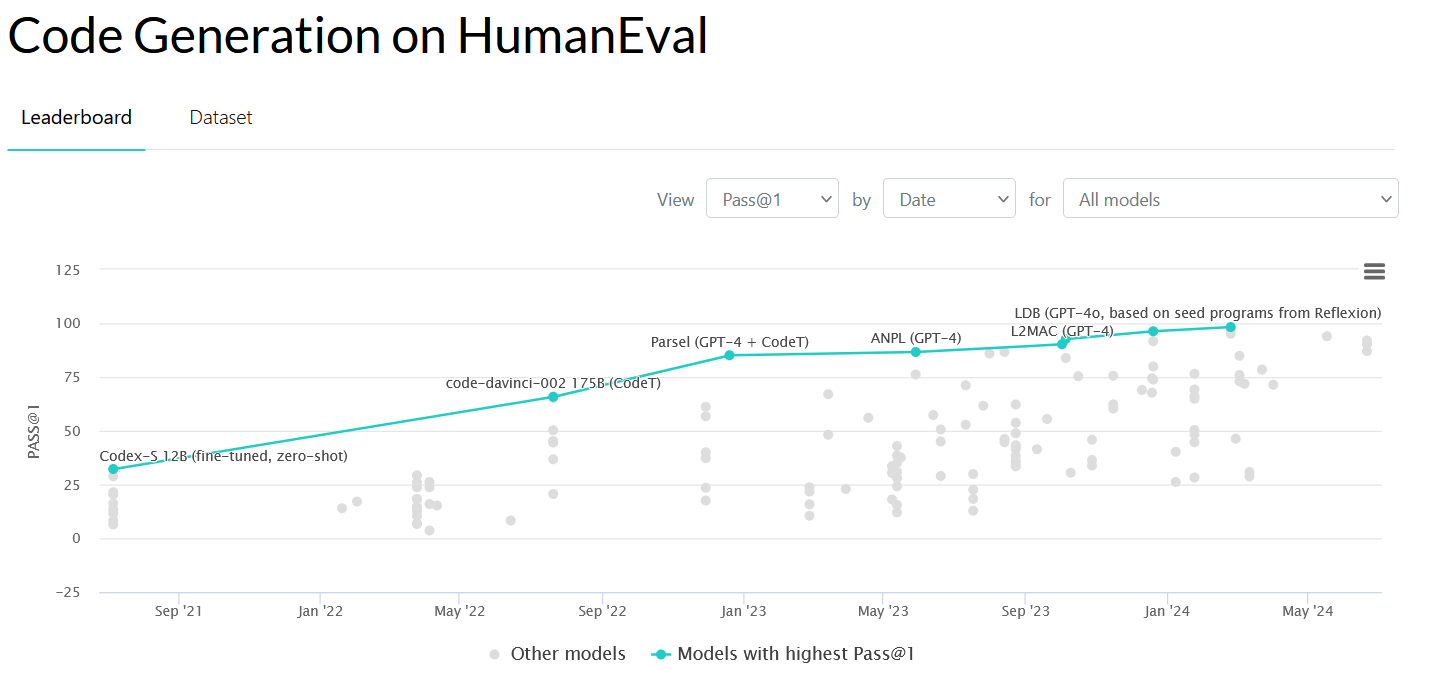 Code Generation on HumanEval
Leaderboard Dataset
View Pass@1 by Date for All models
125
100
75
50
25
0
−25
PASS@1
LDB (GPT-4o, based on seed programs from Reflexion)
L2MAC (GPT-4)
ANPL (GPT-4)
Parsel (GPT-4 + CodeT)
code-davinci-002 175B (CodeT)
Codex-S 12B (fine-tuned, zero-shot)
Sep '21 Jan '22 May '22 Sep '22 Jan '23 May '23 Sep '23 Jan '24 May '24
Other models Models with highest Pass@1